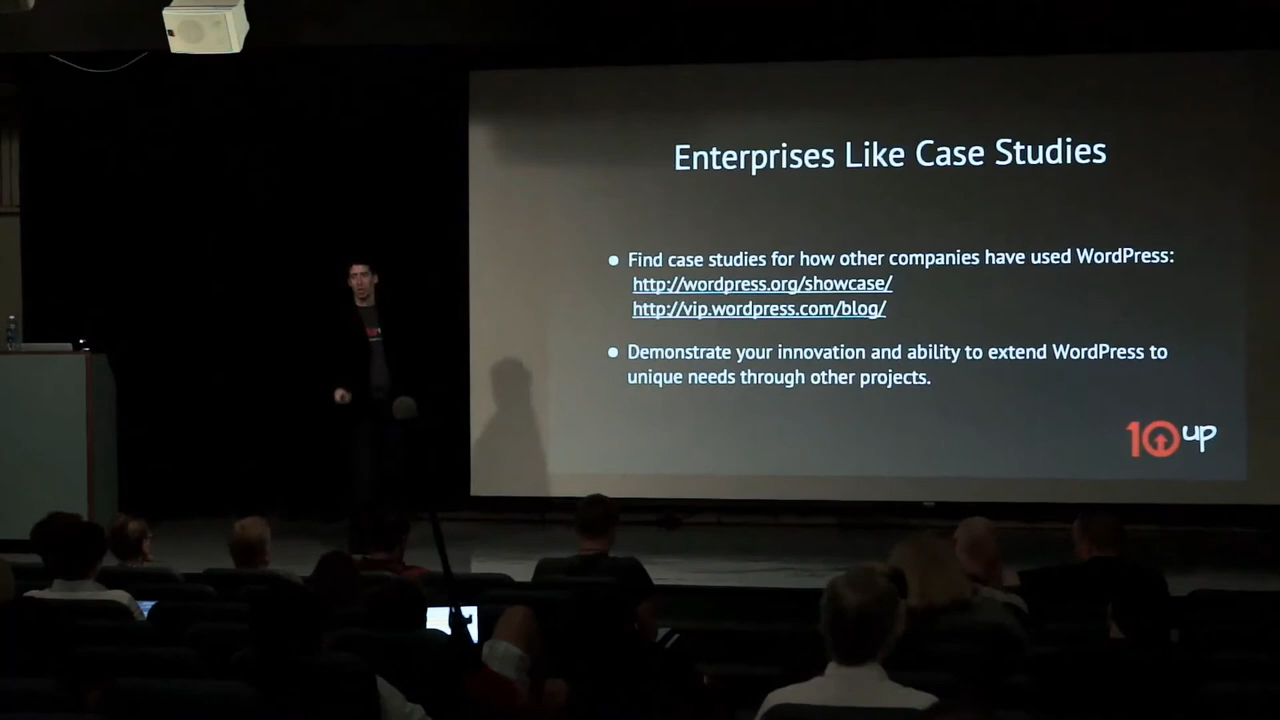 Enterprises Like Case Studies
• Find case studies for how other companies have used WordPress:
http://wordpress.org/showcase/
http://vip.wordpress.com/blog/
• Demonstrate your innovation and ability to extend WordPress to
unique needs through other projects.
10up